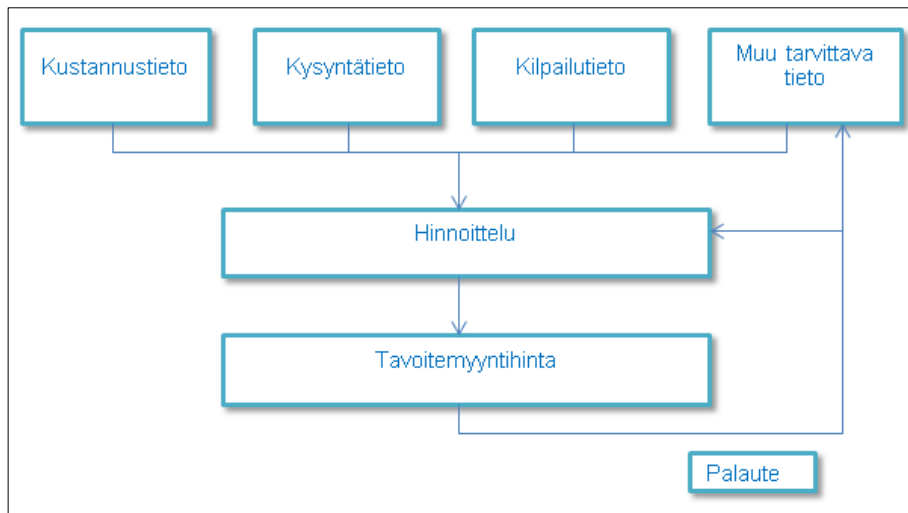 Kustannustieto
Kysyntätieto
Kilpailutieto
Muu tarvittava
tieto
Hinnoittelu
Tavoitemyyntihinta
Palaute